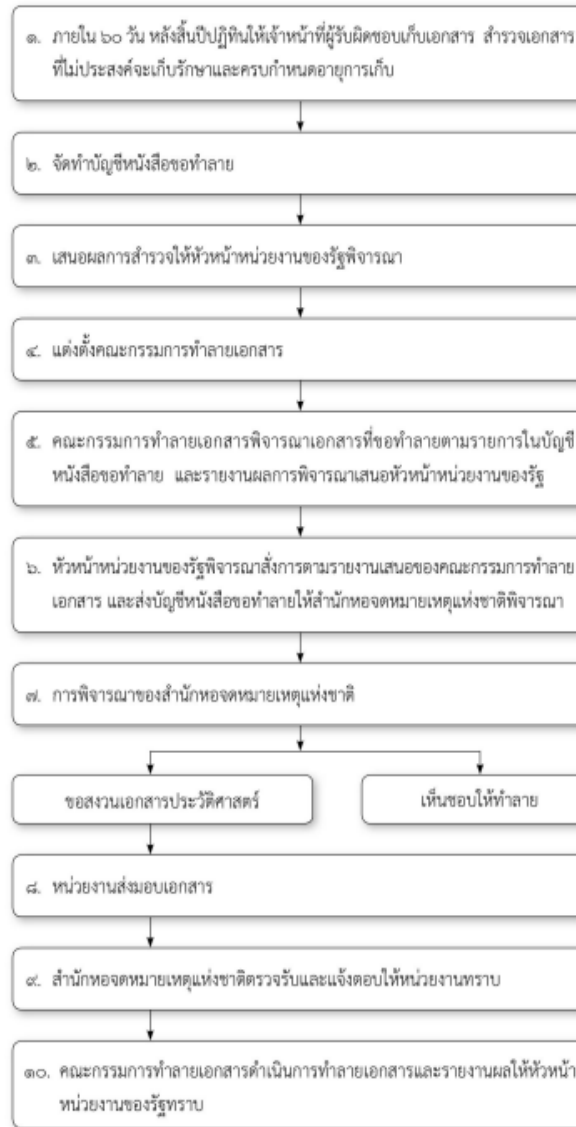 ๑. ภายใน ๖๐ วัน หลังสิ้นปีปฏิทินให้เจ้าหน้าที่ผู้รับผิดชอบเก็บเอกสาร สำรวจเอกสาร
ที่ไม่ประสงค์จะเก็บรักษาและครบกำหนดอายุการเก็บ
๒. จัดทำบัญชีหนังสือขอทำลาย
๓. เสนอผลการสำรวจให้หัวหน้าหน่วยงานของรัฐพิจารณา
๔. แต่งตั้งคณะกรรมการทำลายเอกสาร
๕. คณะกรรมการทำลายเอกสารพิจารณาเอกสารที่ขอทำลายตามรายการในบัญชี
หนังสือขอทำลาย และรายงานผลการพิจารณาเสนอหัวหน้าหน่วยงานของรัฐ
๖. หัวหน้าหน่วยงานของรัฐพิจารณาสั่งการตามรายงานเสนอของคณะกรรมการทำลาย
เอกสาร และส่งบัญชีหนังสือขอทำลายให้สำนักหอจดหมายเหตุแห่งชาติพิจารณา
๗. การพิจารณาของสำนักหอจดหมายเหตุแห่งชาติ
ขอสงวนเอกสารประวัติศาสตร์ เห็นชอบให้ทำลาย
๘. หน่วยงานส่งมอบเอกสาร
๙. สำนักหอจดหมายเหตุแห่งชาติตรวจรับและแจ้งตอบให้หน่วยงานทราบ
๑๐. คณะกรรมการทำลายเอกสารดำเนินการทำลายเอกสารและรายงานผลให้หัวหน้า
หน่วยงานของรัฐทราบ